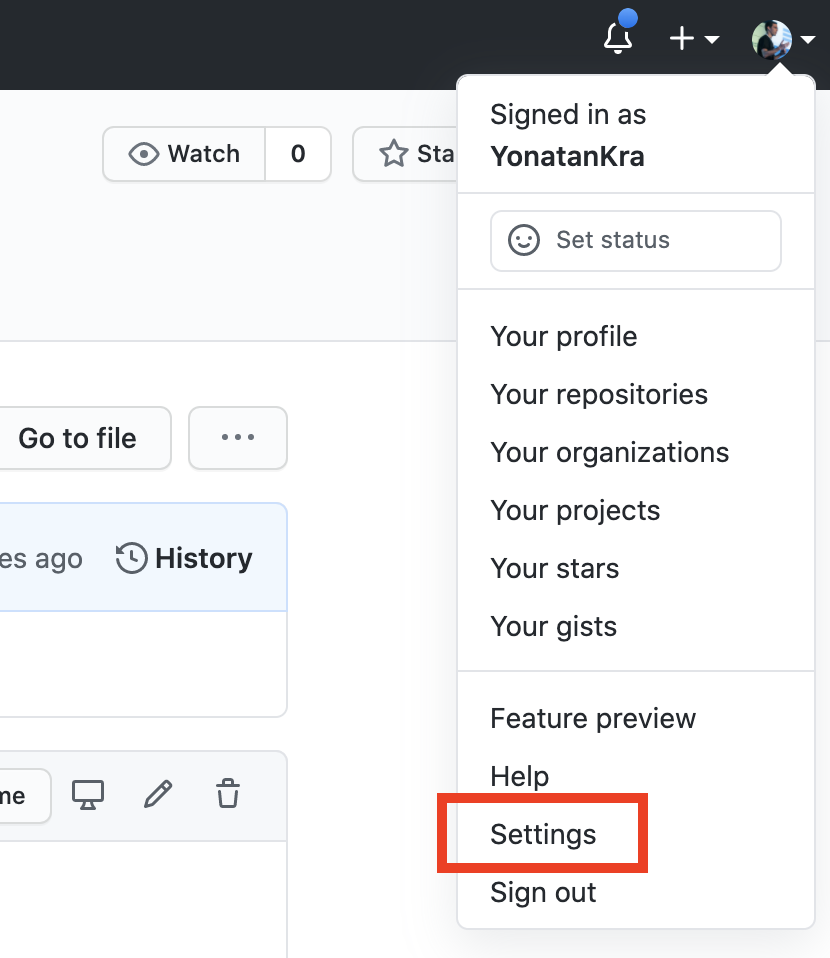 Signed in as
YonatanKra
Watch 0
Sta
Set status
Your profile
Your repositories
Go to file
Your organizations
Your projects
es ago History
Your stars
Your gists
Feature preview
Help
me
Settings
Sign out